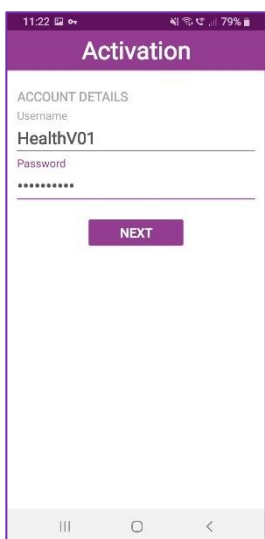 11:22 79%
Activation
ACCOUNT DETAILS
Username
HealthV01
Password
••••••••••
NEXT